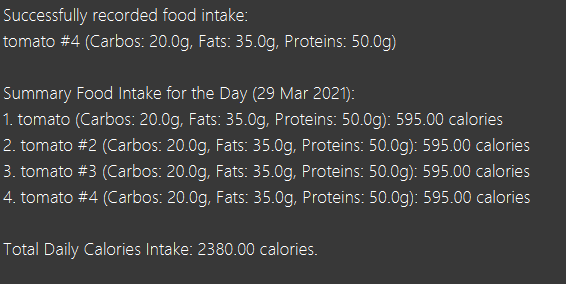 Successfully recorded food intake:
tomato #4 (Carbos: 20.0g, Fats: 35.0g, Proteins: 50.0g)
Summary Food Intake for the Day (29 Mar 2021):
1. tomato (Carbos: 20.0g, Fats: 35.0g, Proteins: 50.0g): 595.00 calories
2. tomato #2 (Carbos: 20.0g, Fats: 35.0g, Proteins: 50.0g): 595.00 calories
3. tomato #3 (Carbos: 20.0g, Fats: 35.0g, Proteins: 50.0g): 595.00 calories
4. tomato #4 (Carbos: 20.0g, Fats: 35.0g, Proteins: 50.0g): 595.00 calories
Total Daily Calories Intake: 2380.00 calories.